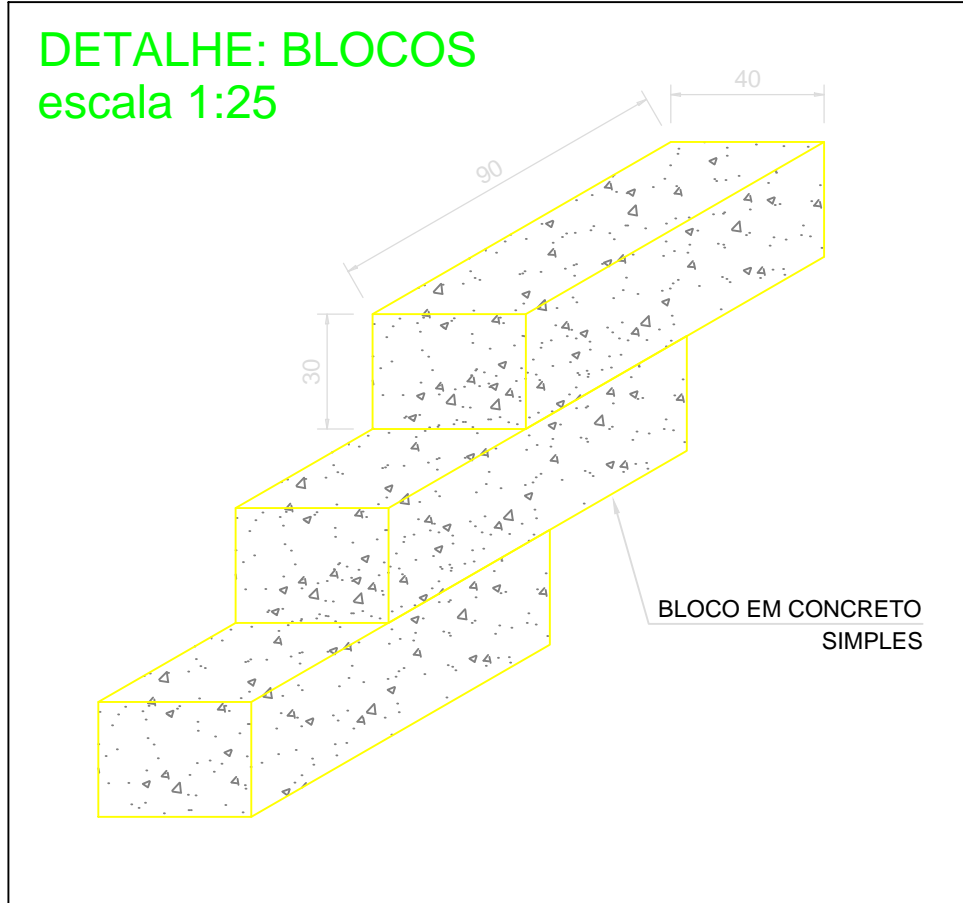 DETALHE: BLOCOS
escala 1:25
40
90
30
BLOCO EM CONCRETO
SIMPLES